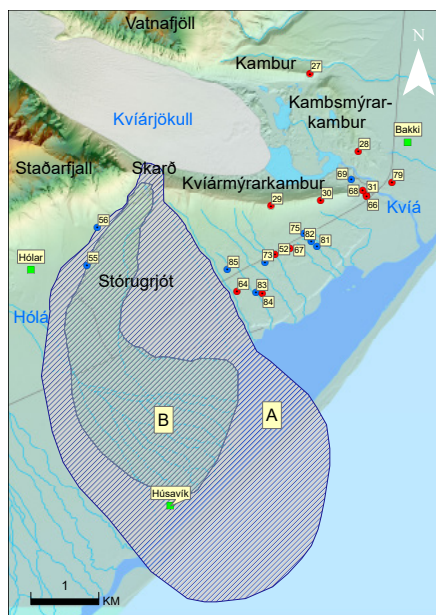 Vatnafjöll
N
Kambur
27
Kambsmýrar-
kambur
Kvíárjökull
28
Bakki
Staðarfjall
Skarð
69
79
Kvíármýrarkambur
68
31
30
66
29
Kvíá
56
75
82
81
52
67
73
Hólar
55
85
Stórugrjót
64
83
84
Hólá
B
A
Húsavík
1
KM